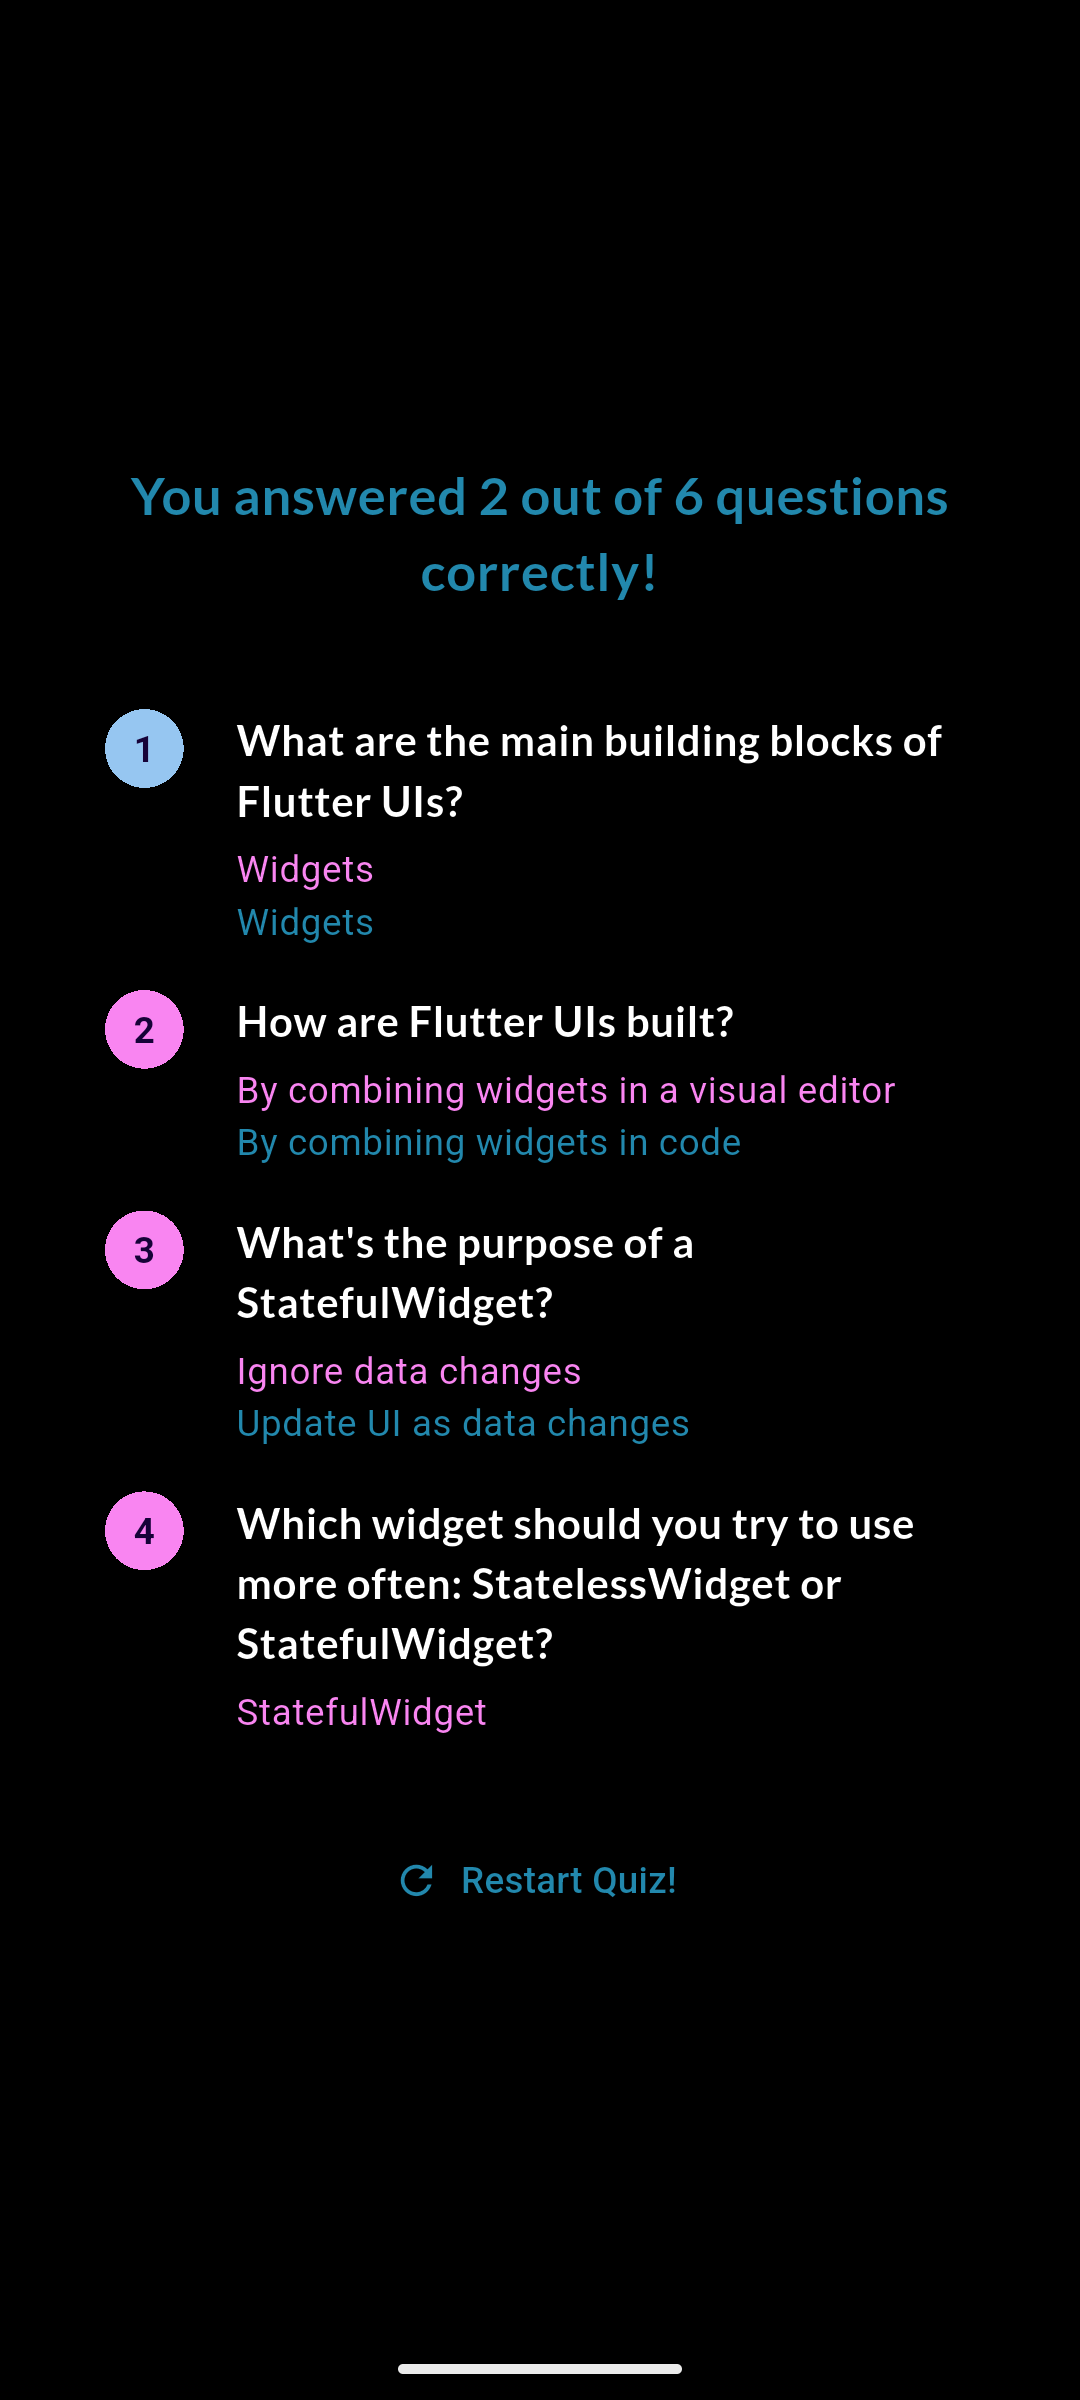 You answered 2 out of 6 questions
correctly!
1
What are the main building blocks of
Flutter UIs?
Widgets
Widgets
2
How are Flutter UIs built?
By combining widgets in a visual editor
By combining widgets in code
3
What's the purpose of a
StatefulWidget?
Ignore data changes
Update UI as data changes
4
Which widget should you try to use
more often: StatelessWidget or
StatefulWidget?
StatefulWidget
Restart Quiz!